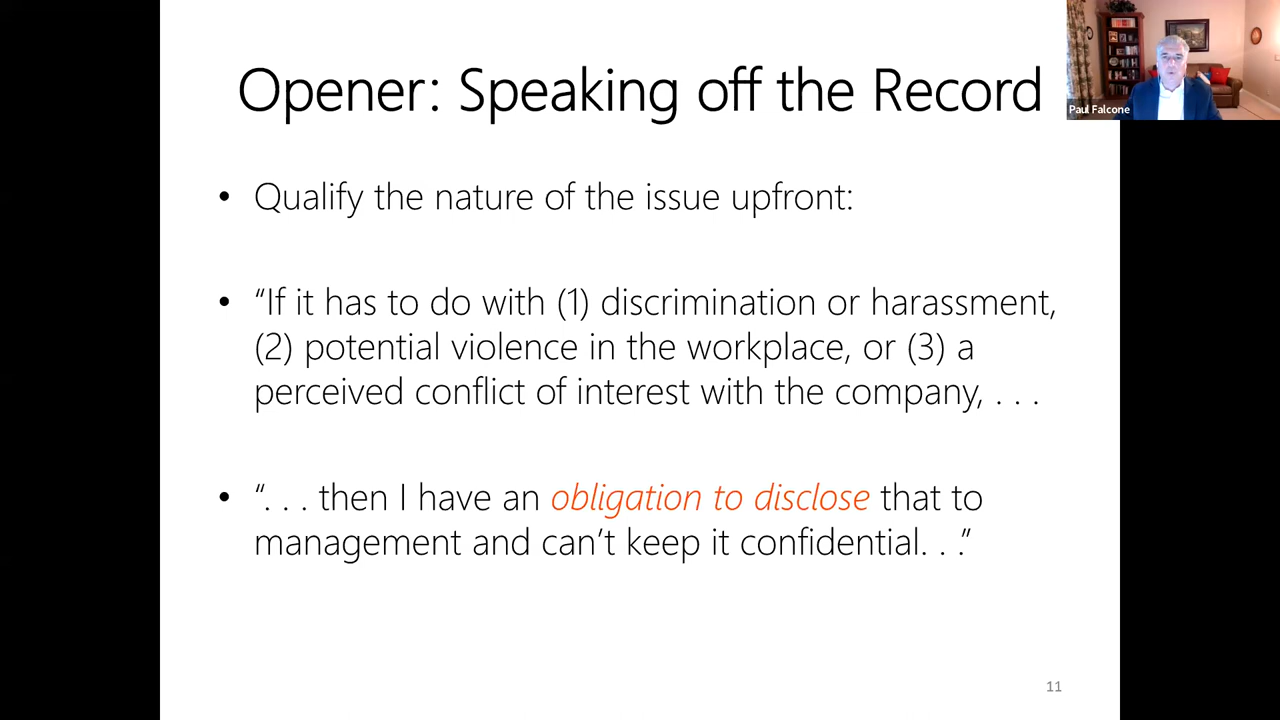 Opener: Speaking off the Record
Paul Falcone
• Qualify the nature of the issue upfront:
• “If it has to do with (1) discrimination or harassment,
(2) potential violence in the workplace, or (3) a
perceived conflict of interest with the company, . . .
• “. . . then I have an obligation to disclose that to
management and can’t keep it confidential. . .”
11